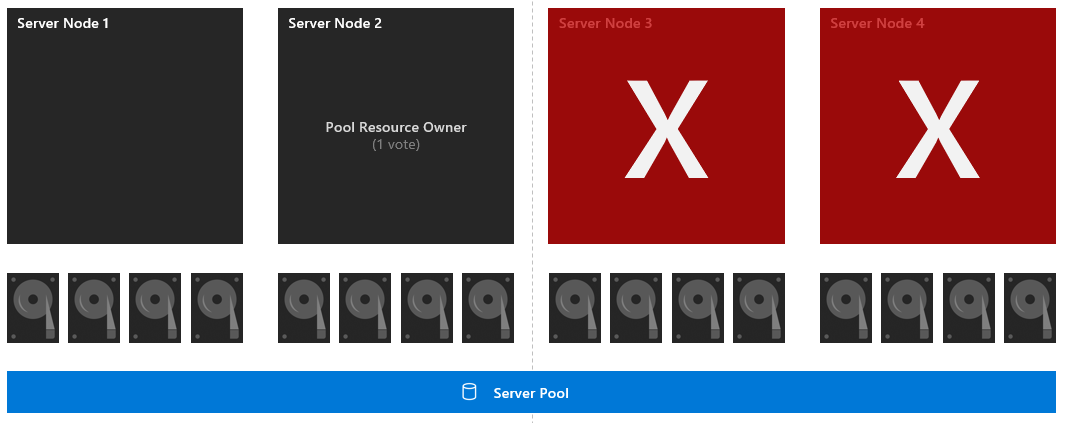 Server Node 1
Server Node 2
Pool Resource Owner
(1 vote)
Server Node 3
X
Server Node 4
X
Server Pool